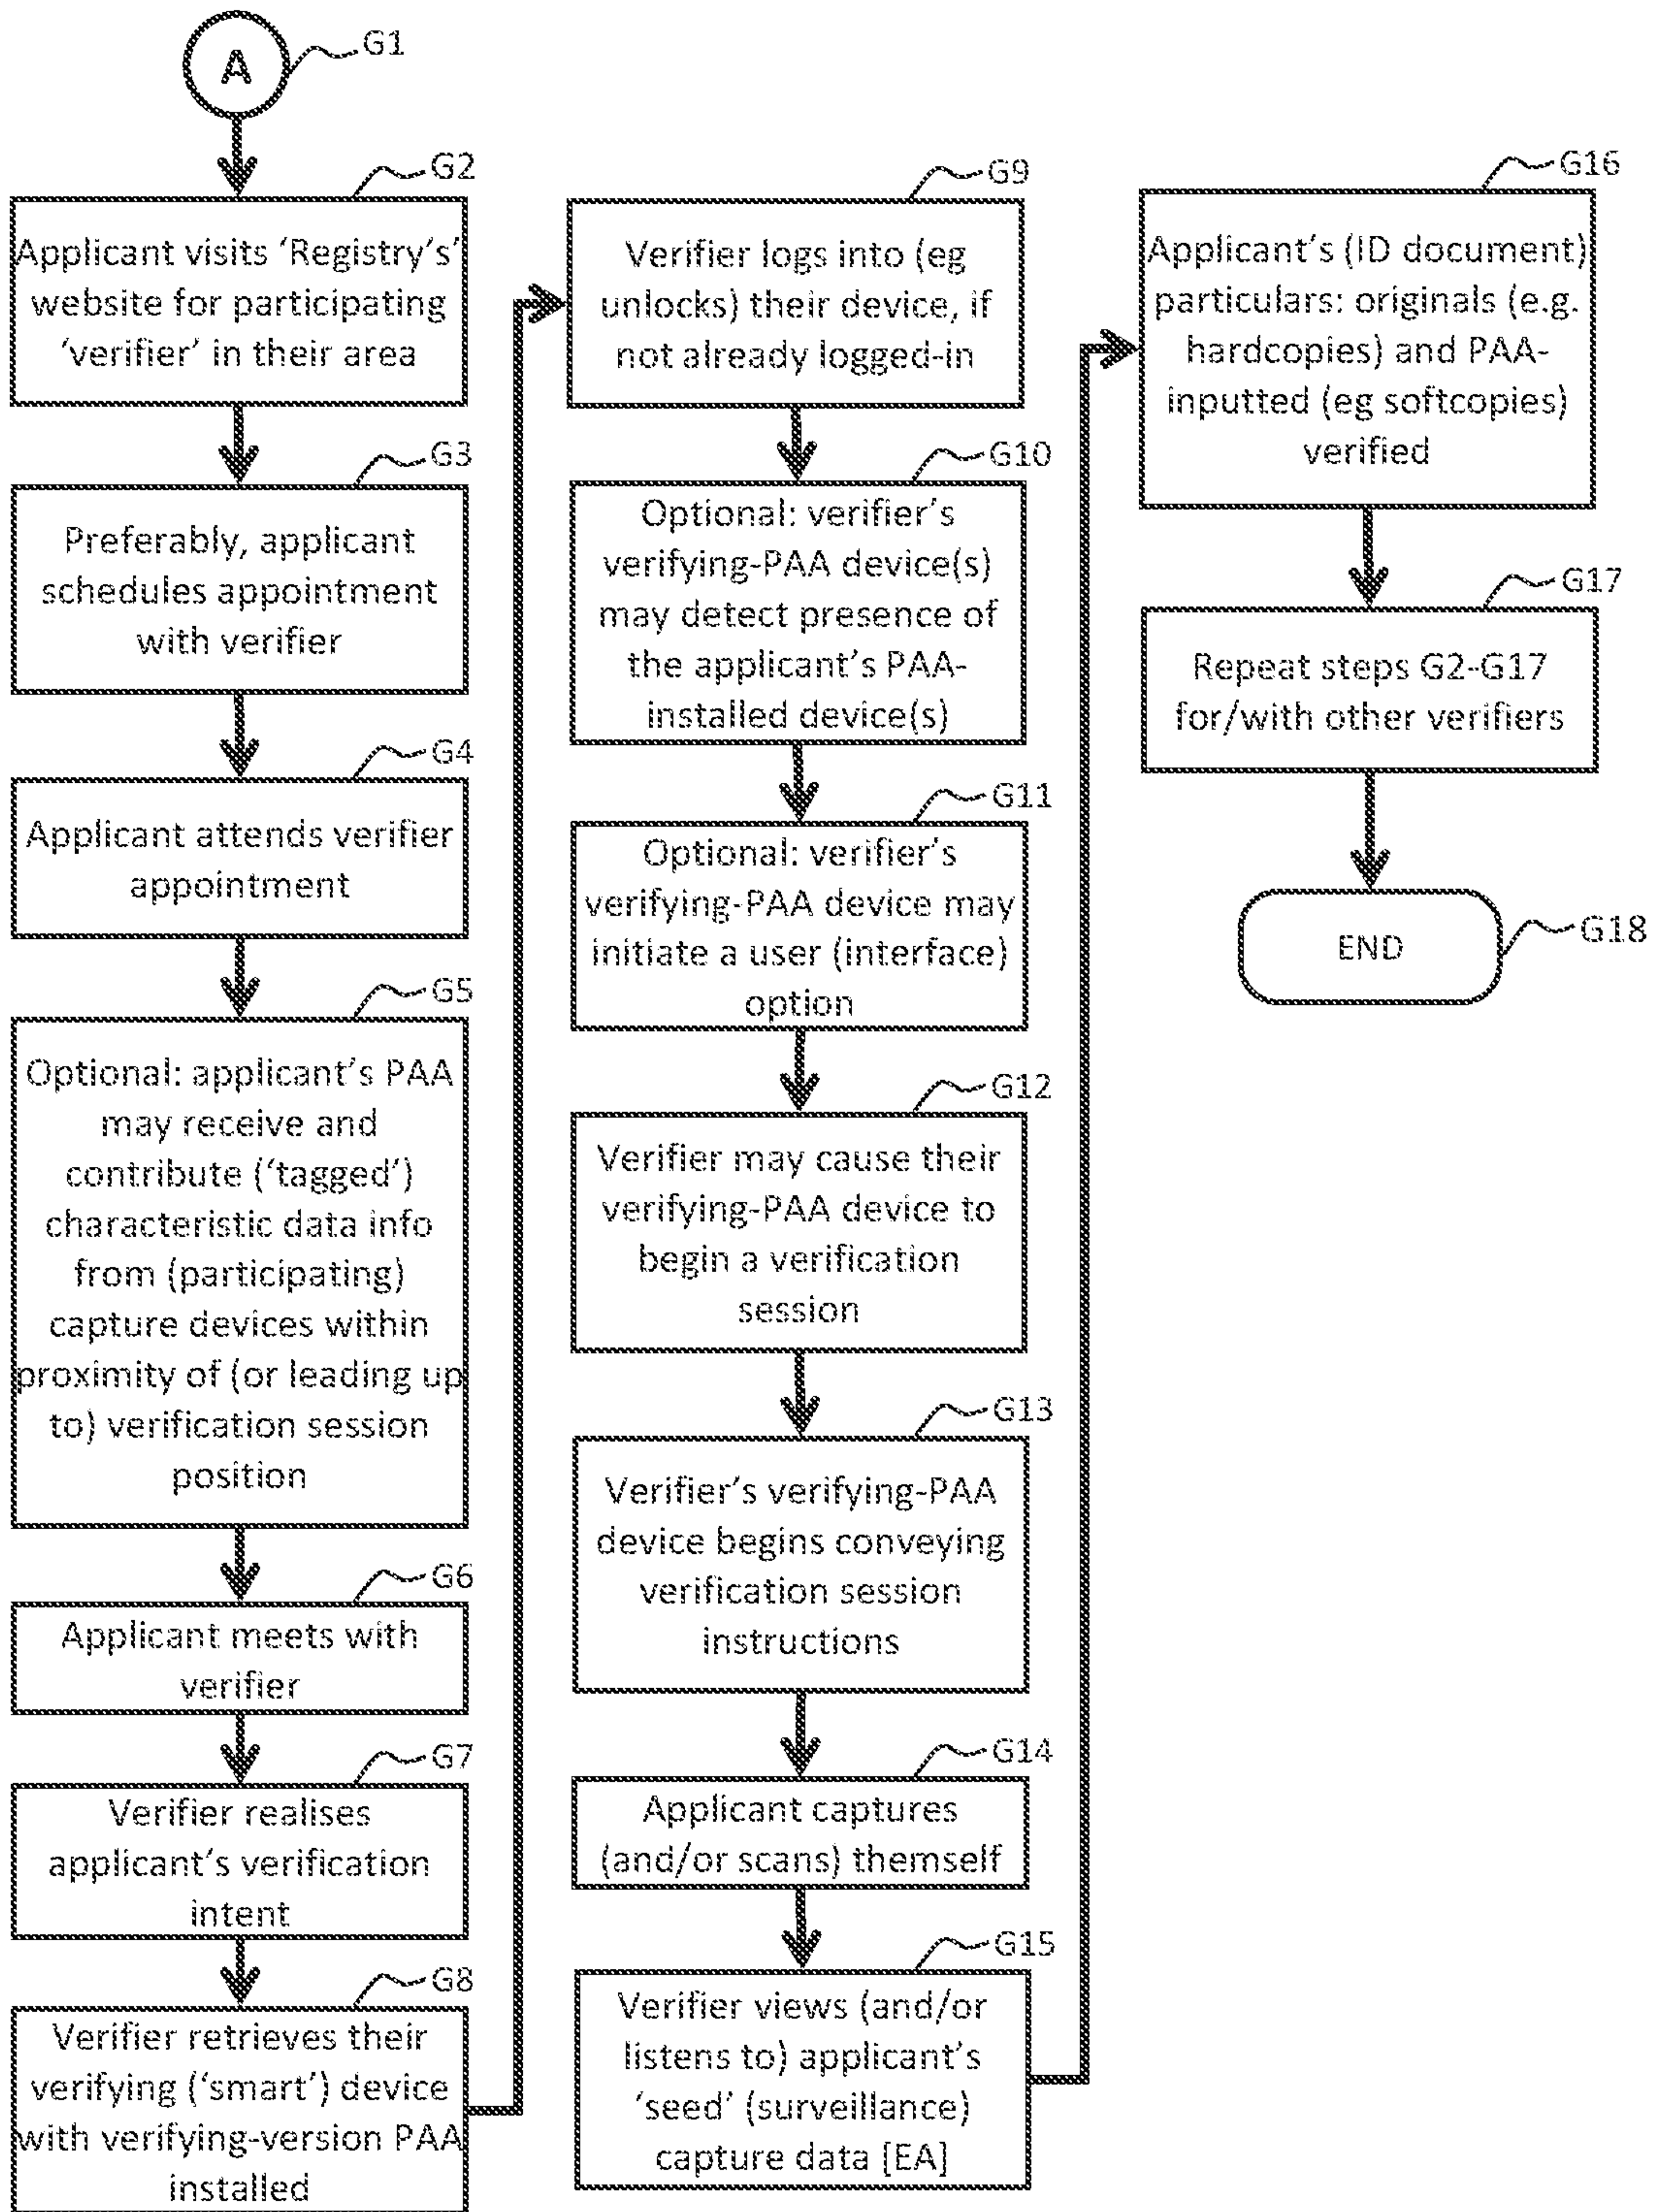 A
G1
G2
Applicant visits ‘Registry’s’
website for participating
‘verifier’ in their area
G3
Preferably, applicant
schedules appointment
with verifier
G4
Applicant attends verifier
appointment
G5
Optional: applicant’s PAA
may receive and
contribute (‘tagged’)
characteristic data info
from (participating)
capture devices within
proximity of (or leading up
to) verification session
position
G6
Applicant meets with
verifier
G7
Verifier realises
applicant’s verification
intent
G8
Verifier retrieves their
verifying (‘smart’) device
with verifying-version PAA
installed
G9
Verifier logs into (eg
unlocks) their device, if
not already logged-in
G10
Optional: verifier’s
verifying-PAA device(s)
may detect presence of
the applicant’s PAA-
installed device(s)
G11
Optional: verifier’s
verifying-PAA device may
initiate a user (interface)
option
G12
Verifier may cause their
verifying-PAA device to
begin a verification
session
G13
Verifier’s verifying-PAA
device begins conveying
verification session
instructions
G14
Applicant captures
(and/or scans) themself
G15
Verifier views (and/or
listens to) applicant’s
‘seed’ (surveillance)
capture data [EA]
G16
Applicant’s (ID document)
particulars: originals (e.g.
hardcopies) and PAA-
inputted (eg softcopies)
verified
G17
Repeat steps G2-G17
for/with other verifiers
END
G18